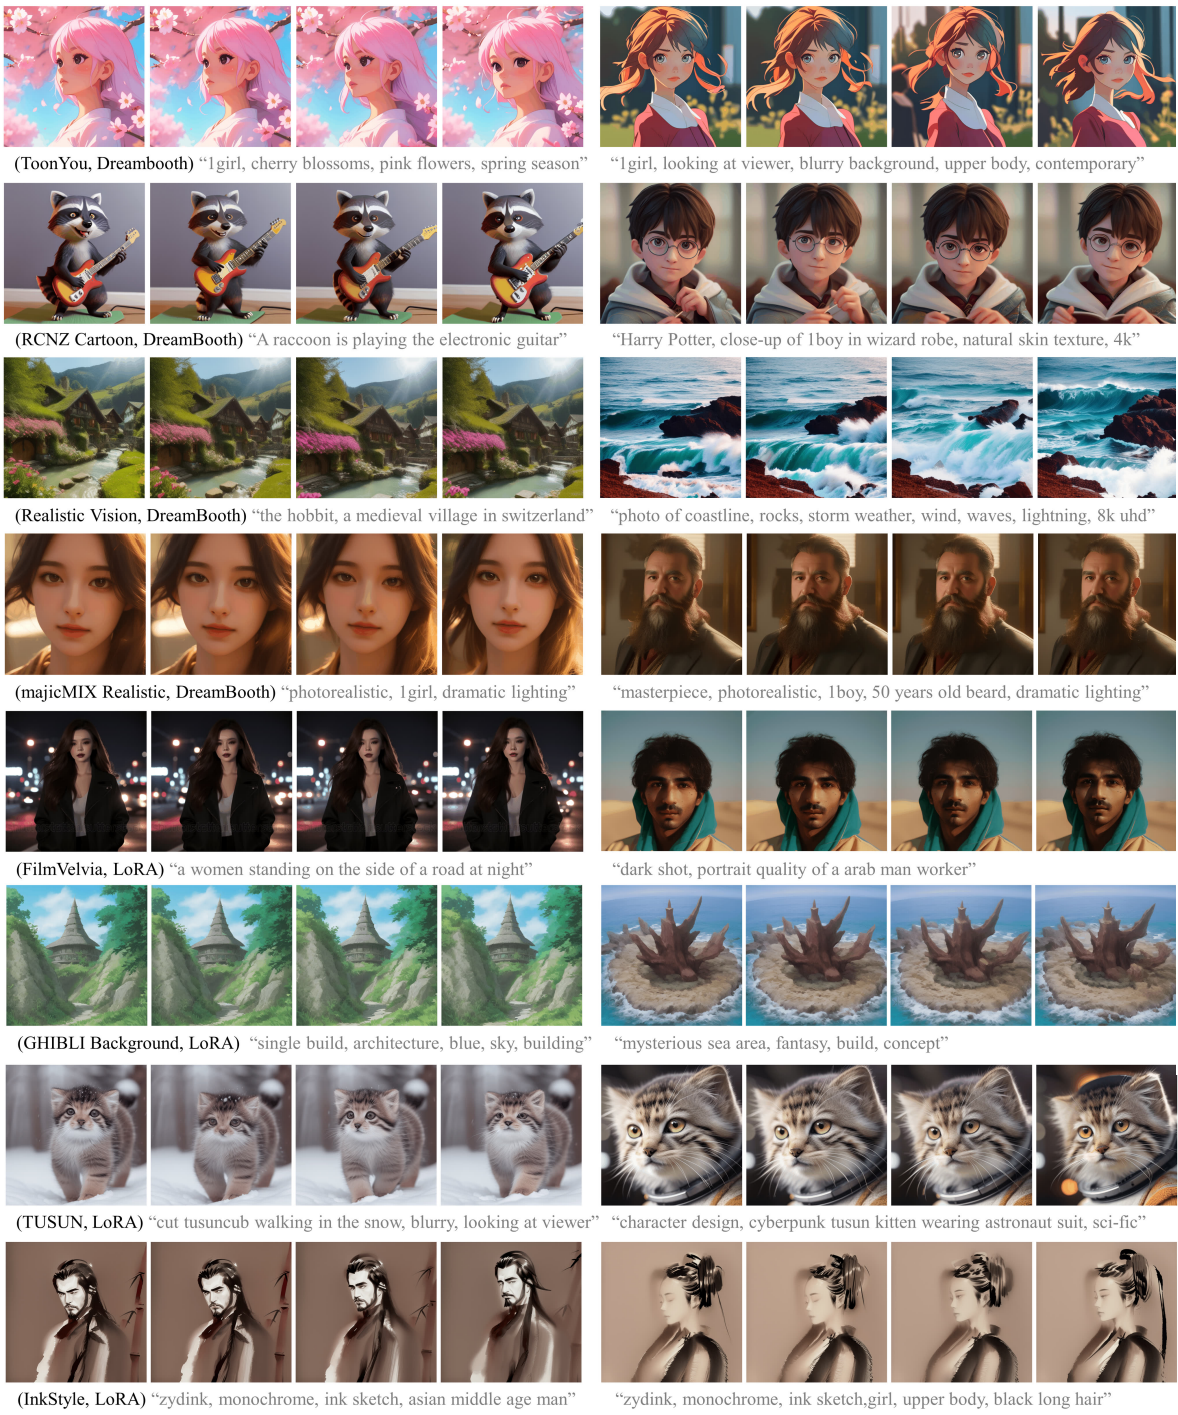 (ToonYou, Dreambooth) “1girl, cherry blossoms, pink flowers, spring season”
“1girl, looking at viewer, blurry background, upper body, contemporary”
(RCNZ Cartoon, DreamBooth) “A raccoon is playing the electronic guitar”
“Harry Potter, close-up of 1boy in wizard robe, natural skin texture, 4k”
(Realistic Vision, DreamBooth) “the hobbit, a medieval village in switzerland”
“photo of coastline, rocks, storm weather, wind, waves, lightning, 8k uhd”
(majicMIX Realistic, DreamBooth) “photorealistic, 1girl, dramatic lighting”
“masterpiece, photorealistic, 1boy, 50 years old beard, dramatic lighting”
(FilmVelvia, LoRA) “a women standing on the side of a road at night”
“dark shot, portrait quality of a arab man worker”
(GHIBLI Background, LoRA) “single build, architecture, blue, sky, building”
“mysterious sea area, fantasy, build, concept”
(TUSUN, LoRA) “cut tusuncub walking in the snow, blurry, looking at viewer”
“character design, cyberpunk tusun kitten wearing astronaut suit, sci-fic”
(InkStyle, LoRA) “zydink, monochrome, ink sketch, asian middle age man”
“zydink, monochrome, ink sketch,girl, upper body, black long hair”